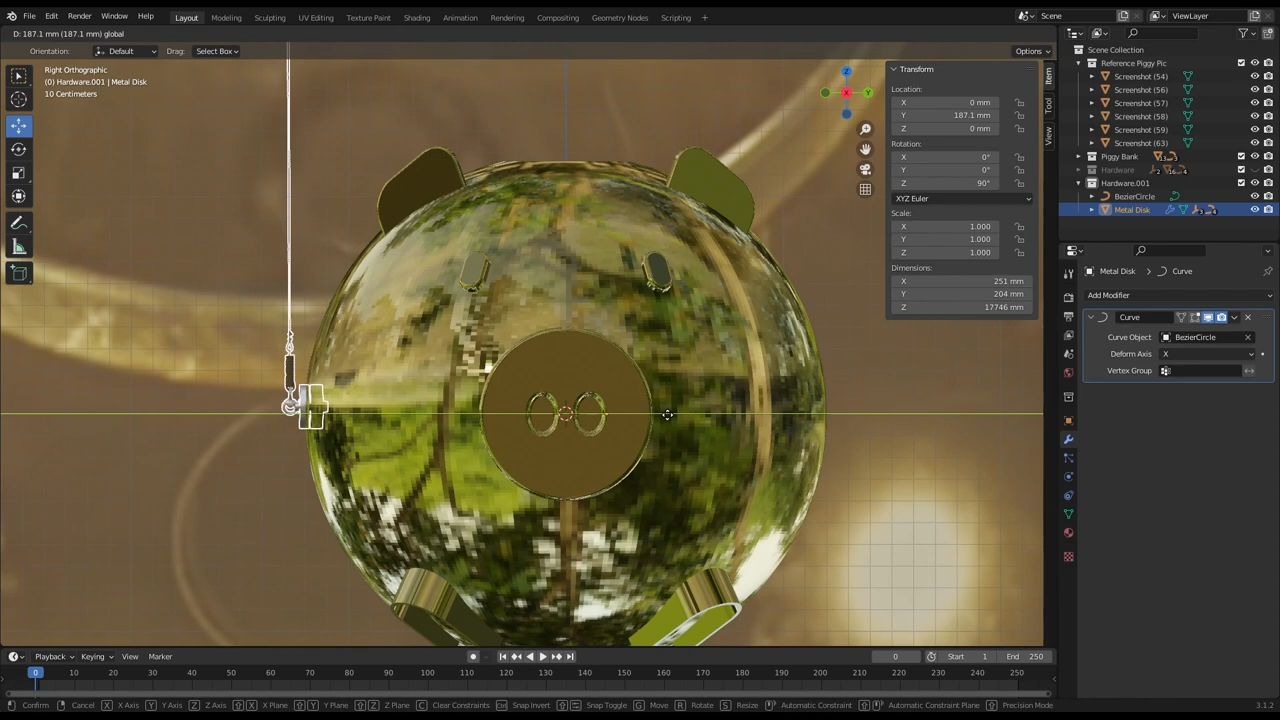 File Edit Render Window Help Layout Modeling Sculpting UV Editing Texture Paint Shading Animation Rendering Compositing Geometry Nodes Scripting + Scene ViewLayer
D: 187.1 mm (187.1 mm) global
Orientation: Default Drag: Select Box Options
Right Orthographic
(0) Hardware.001 | Metal Disk
10 Centimeters
Z
Y
X
Transform
Location:
X 0 mm
Y 187.1 mm
Z 0 mm
Rotation:
X 0°
Y 0°
Z 90°
XYZ Euler
Scale:
X 1.000
Y 1.000
Z 1.000
Dimensions:
X 251 mm
Y 204 mm
Z 17746 mm
Item
Tool
View
Scene Collection
Reference Piggy Pic
Screenshot (54)
Screenshot (56)
Screenshot (57)
Screenshot (58)
Screenshot (59)
Screenshot (63)
Piggy Bank
Hardware
Hardware.001
BezierCircle
Metal Disk
Metal Disk > Curve
Add Modifier
Curve
Curve Object BezierCircle
Deform Axis X
Vertex Group
Playback Keying View Marker 0 Start 1 End 250
0 10 20 30 40 50 60 70 80 90 100 110 120 130 140 150 160 170 180 190 200 210 220 230 240 250
Confirm Cancel X X Axis Y Y Axis Z Z Axis X X Plane Y Y Plane Z Z Plane C Clear Constraints Snap Invert Snap Toggle G Move R Rotate S Resize Automatic Constraint Automatic Constraint Plane Precision Mode 3.1.2